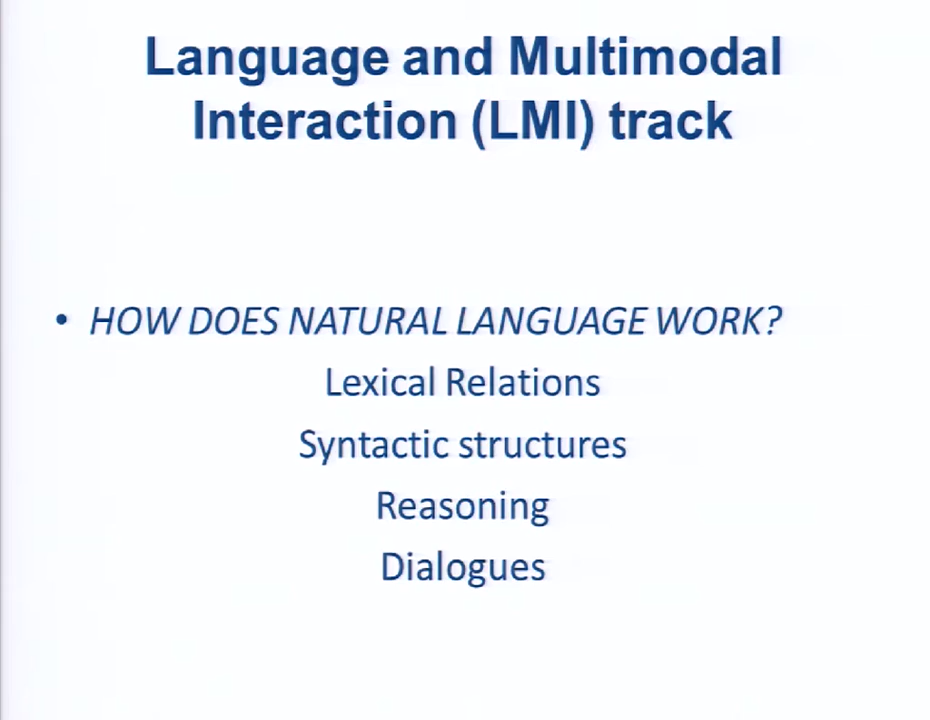 Language and Multimodal
Interaction (LMI) track
• HOW DOES NATURAL LANGUAGE WORK?
Lexical Relations
Syntactic structures
Reasoning
Dialogues